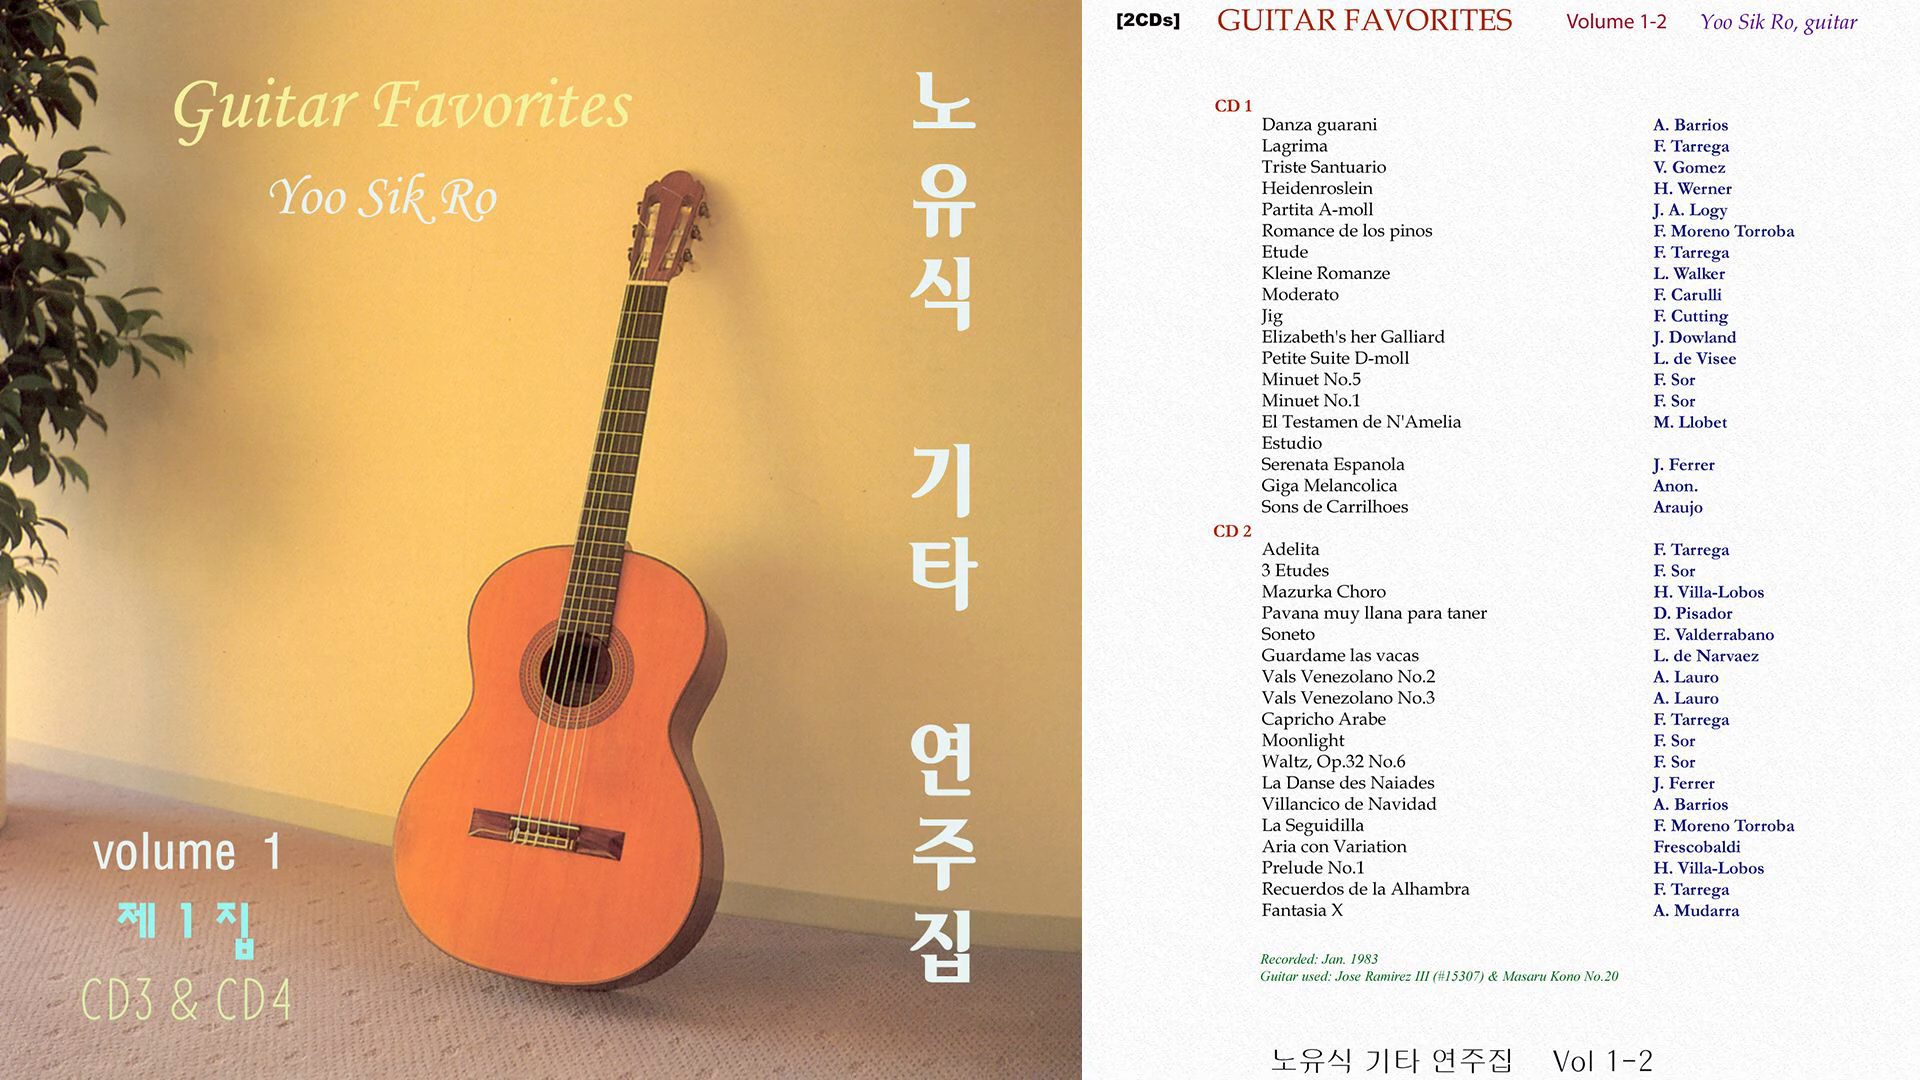 Guitar Favorites
Yoo Sik Ro
노유식 기타 연주집
volume 1
제 1 집
CD3 & CD4
[2CDs] GUITAR FAVORITES Volume 1-2 Yoo Sik Ro, guitar
CD 1
Danza guarani A. Barrios
Lagrima F. Tarrega
Triste Santuario V. Gomez
Heidenroslein H. Werner
Partita A-moll J. A. Logy
Romance de los pinos F. Moreno Torroba
Etude F. Tarrega
Kleine Romanze L. Walker
Moderato F. Carulli
Jig F. Cutting
Elizabeth's her Galliard J. Dowland
Petite Suite D-moll L. de Visee
Minuet No.5 F. Sor
Minuet No.1 F. Sor
El Testamen de N'Amelia M. Llobet
Estudio
Serenata Espanola J. Ferrer
Giga Melancolica Anon.
Sons de Carrilhoes Araujo
CD 2
Adelita F. Tarrega
3 Etudes F. Sor
Mazurka Choro H. Villa-Lobos
Pavana muy llana para taner D. Pisador
Soneto E. Valderrabano
Guardame las vacas L. de Narvaez
Vals Venezolano No.2 A. Lauro
Vals Venezolano No.3 A. Lauro
Capricho Arabe F. Tarrega
Moonlight F. Sor
Waltz, Op.32 No.6 F. Sor
La Danse des Naiades J. Ferrer
Villancico de Navidad A. Barrios
La Seguidilla F. Moreno Torroba
Aria con Variation Frescobaldi
Prelude No.1 H. Villa-Lobos
Recuerdos de la Alhambra F. Tarrega
Fantasia X A. Mudarra
Recorded: Jan. 1983
Guitar used: Jose Ramirez III (#15307) & Masaru Kono No.20
노유식 기타 연주집 Vol 1-2